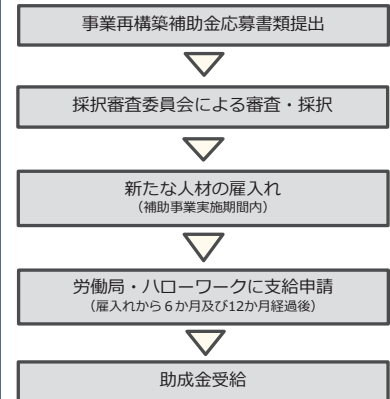 事業再構築補助金応募書類提出
採択審査委員会による審査・採択
新たな人材の雇入れ
（補助事業実施期間内）
労働局・ハローワークに支給申請
（雇入れから６か月及び12か月経過後）
助成金受給